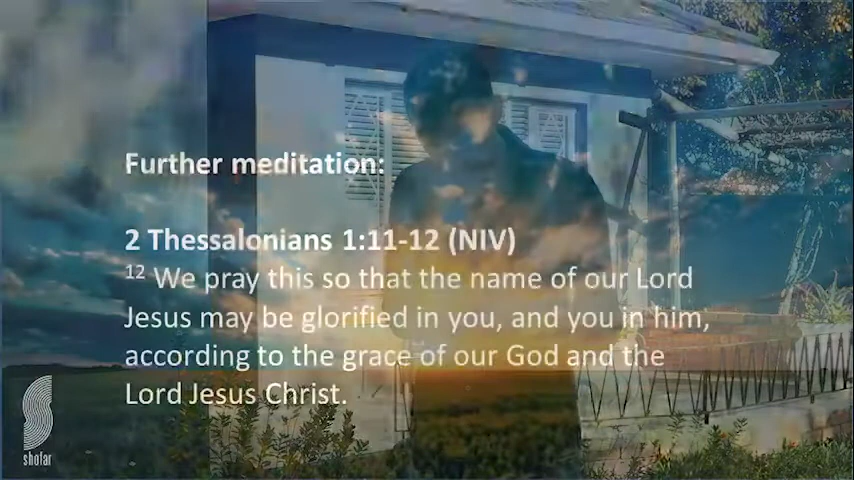 Further meditation:
2 Thessalonians 1:11-12 (NIV)
12 We pray this so that the name of our Lord
Jesus may be glorified in you, and you in him,
according to the grace of our God and the
Lord Jesus Christ.
shofar